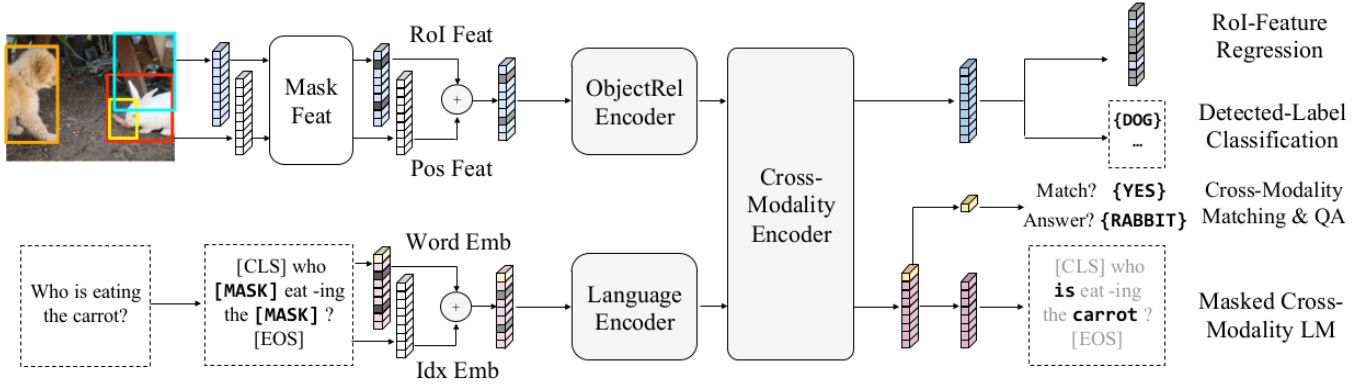 RoI Feat
Mask
Feat
Pos Feat
ObjectRel
Encoder
RoI-Feature
Regression
{DOG}
...
Detected-Label
Classification
Cross-
Modality
Encoder
Match? {YES}
Answer? {RABBIT}
Cross-Modality
Matching & QA
Who is eating
the carrot?
[CLS] who
[MASK] eat -ing
the [MASK] ?
[EOS]
Word Emb
Idx Emb
Language
Encoder
[CLS] who
is eat -ing
the carrot ?
[EOS]
Masked Cross-
Modality LM